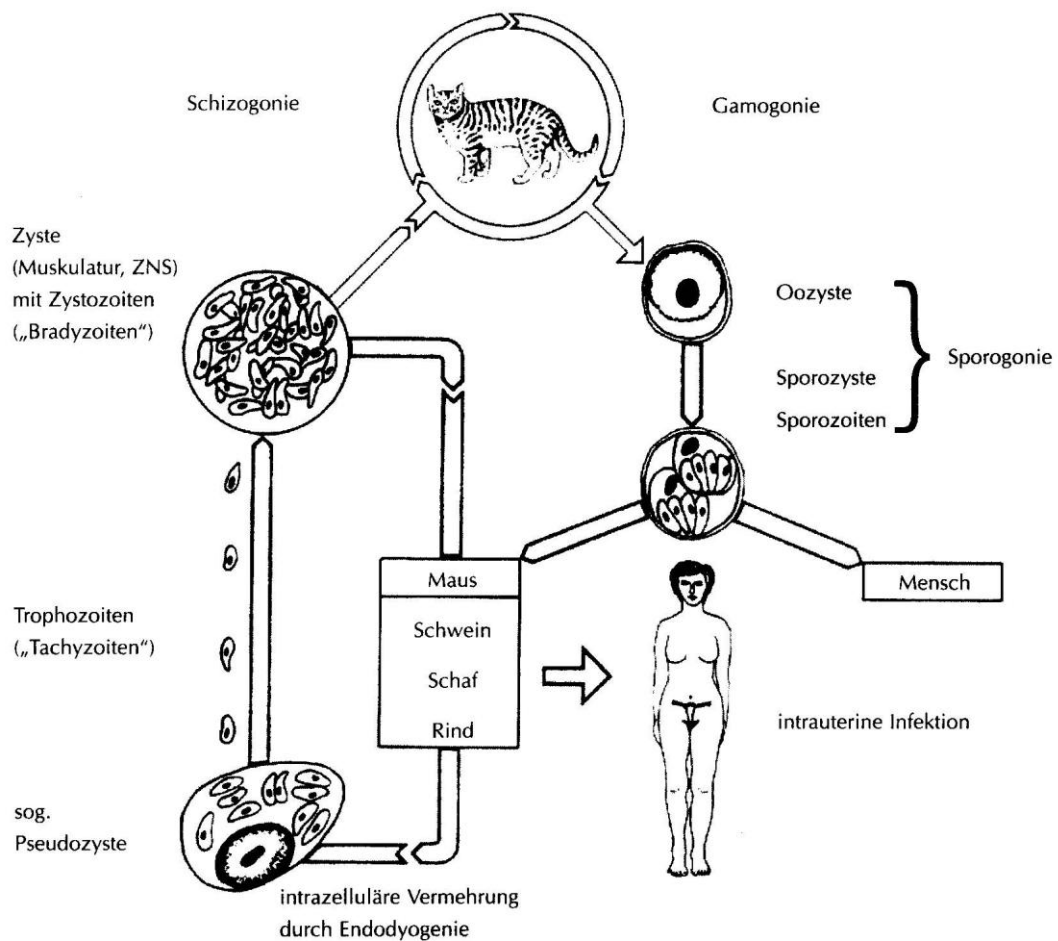 Schizogonie
Gamogonie
Zyste
(Muskulatur, ZNS)
mit Zystozoiten
(„Bradyzoiten“)
Oozyste
Sporozyste
Sporozoiten
Sporogonie
Maus
Schwein
Schaf
Rind
Mensch
Trophozoiten
(„Tachyzoiten“)
intrauterine Infektion
sog.
Pseudozyste
intrazelluläre Vermehrung
durch Endodyogenie